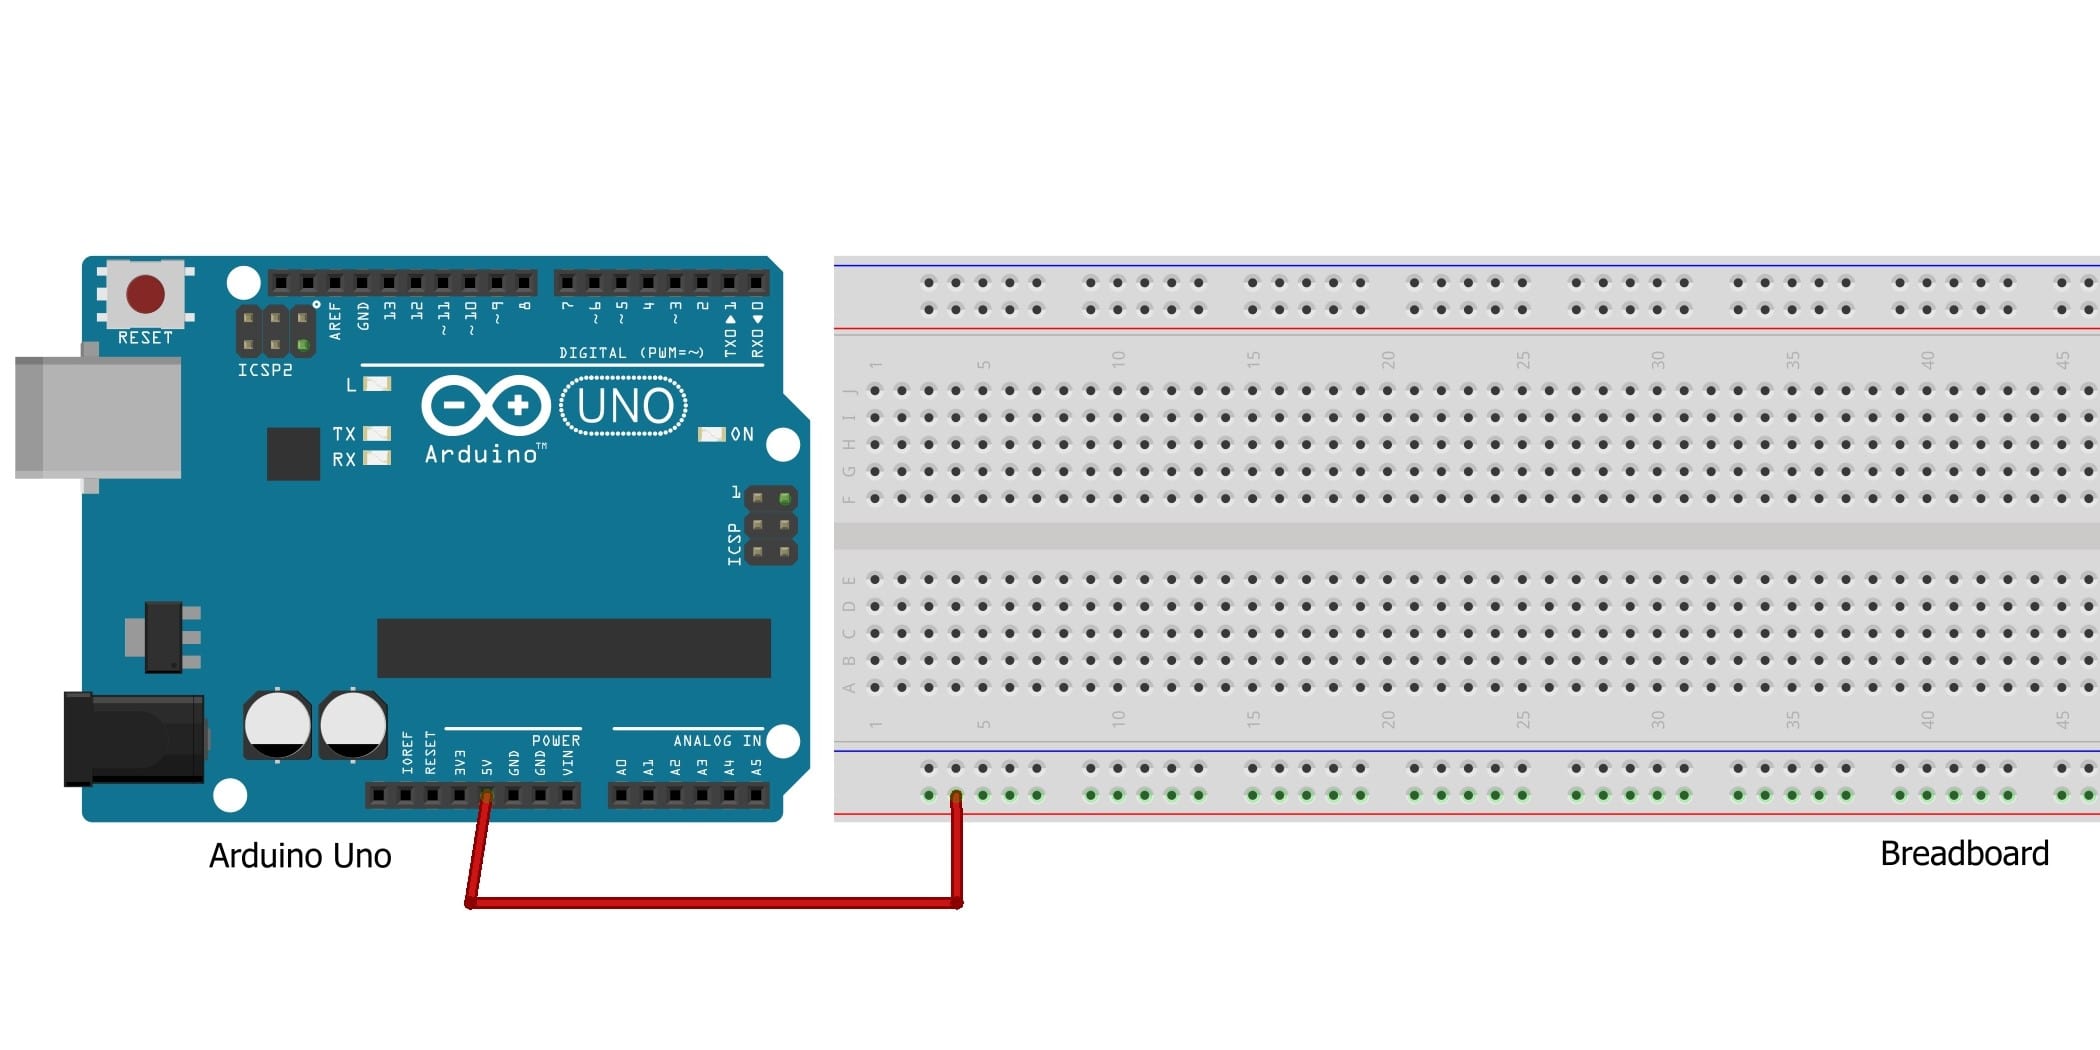 RESET
ICSP2
AREF
GND
13
12
~11
~10
~9
8
7
~6
~5
4
~3
2
TX0▶1
RX0◀0
DIGITAL (PWM=~)
L
TX
RX
Arduino™
UNO
ON
1
ICSP
POWER
ANALOG IN
IOREF
RESET
3V3
5V
GND
GND
VIN
A0
A1
A2
A3
A4
A5
Arduino Uno
1 5 10 15 20 25 30 35 40 45
J
I
H
G
F
E
D
C
B
A
1 5 10 15 20 25 30 35 40 45
Breadboard